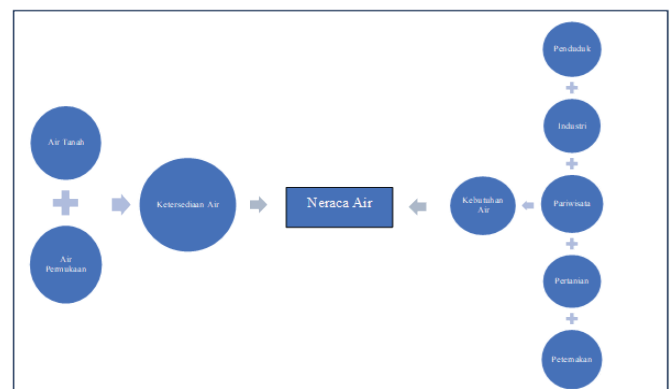 Air Tanah
Air
Permukaan
Ketersediaan Air
Neraca Air
Kebutuhan
Air
Penduduk
Industri
Pariwisata
Pertanian
Peternakan